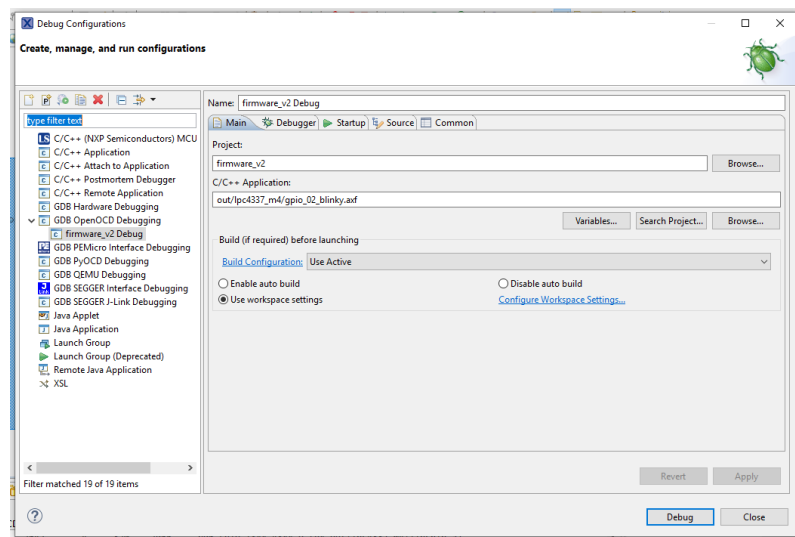 Debug Configurations
Create, manage, and run configurations
type filter text
C/C++ (NXP Semiconductors) MCU
C/C++ Application
C/C++ Attach to Application
C/C++ Postmortem Debugger
C/C++ Remote Application
GDB Hardware Debugging
GDB OpenOCD Debugging
firmware_v2 Debug
GDB PEMicro Interface Debugging
GDB PyOCD Debugging
GDB QEMU Debugging
GDB SEGGER Interface Debugging
GDB SEGGER J-Link Debugging
Java Applet
Java Application
Launch Group
Launch Group (Deprecated)
Remote Java Application
XSL
Filter matched 19 of 19 items
Name: firmware_v2 Debug
Main Debugger Startup Source Common
Project:
firmware_v2 Browse...
C/C++ Application:
out/lpc4337_m4/gpio_02_blinky.axf
Variables... Search Project... Browse...
Build (if required) before launching
Build Configuration: Use Active
Enable auto build Disable auto build
Use workspace settings Configure Workspace Settings...
Revert Apply
Debug Close